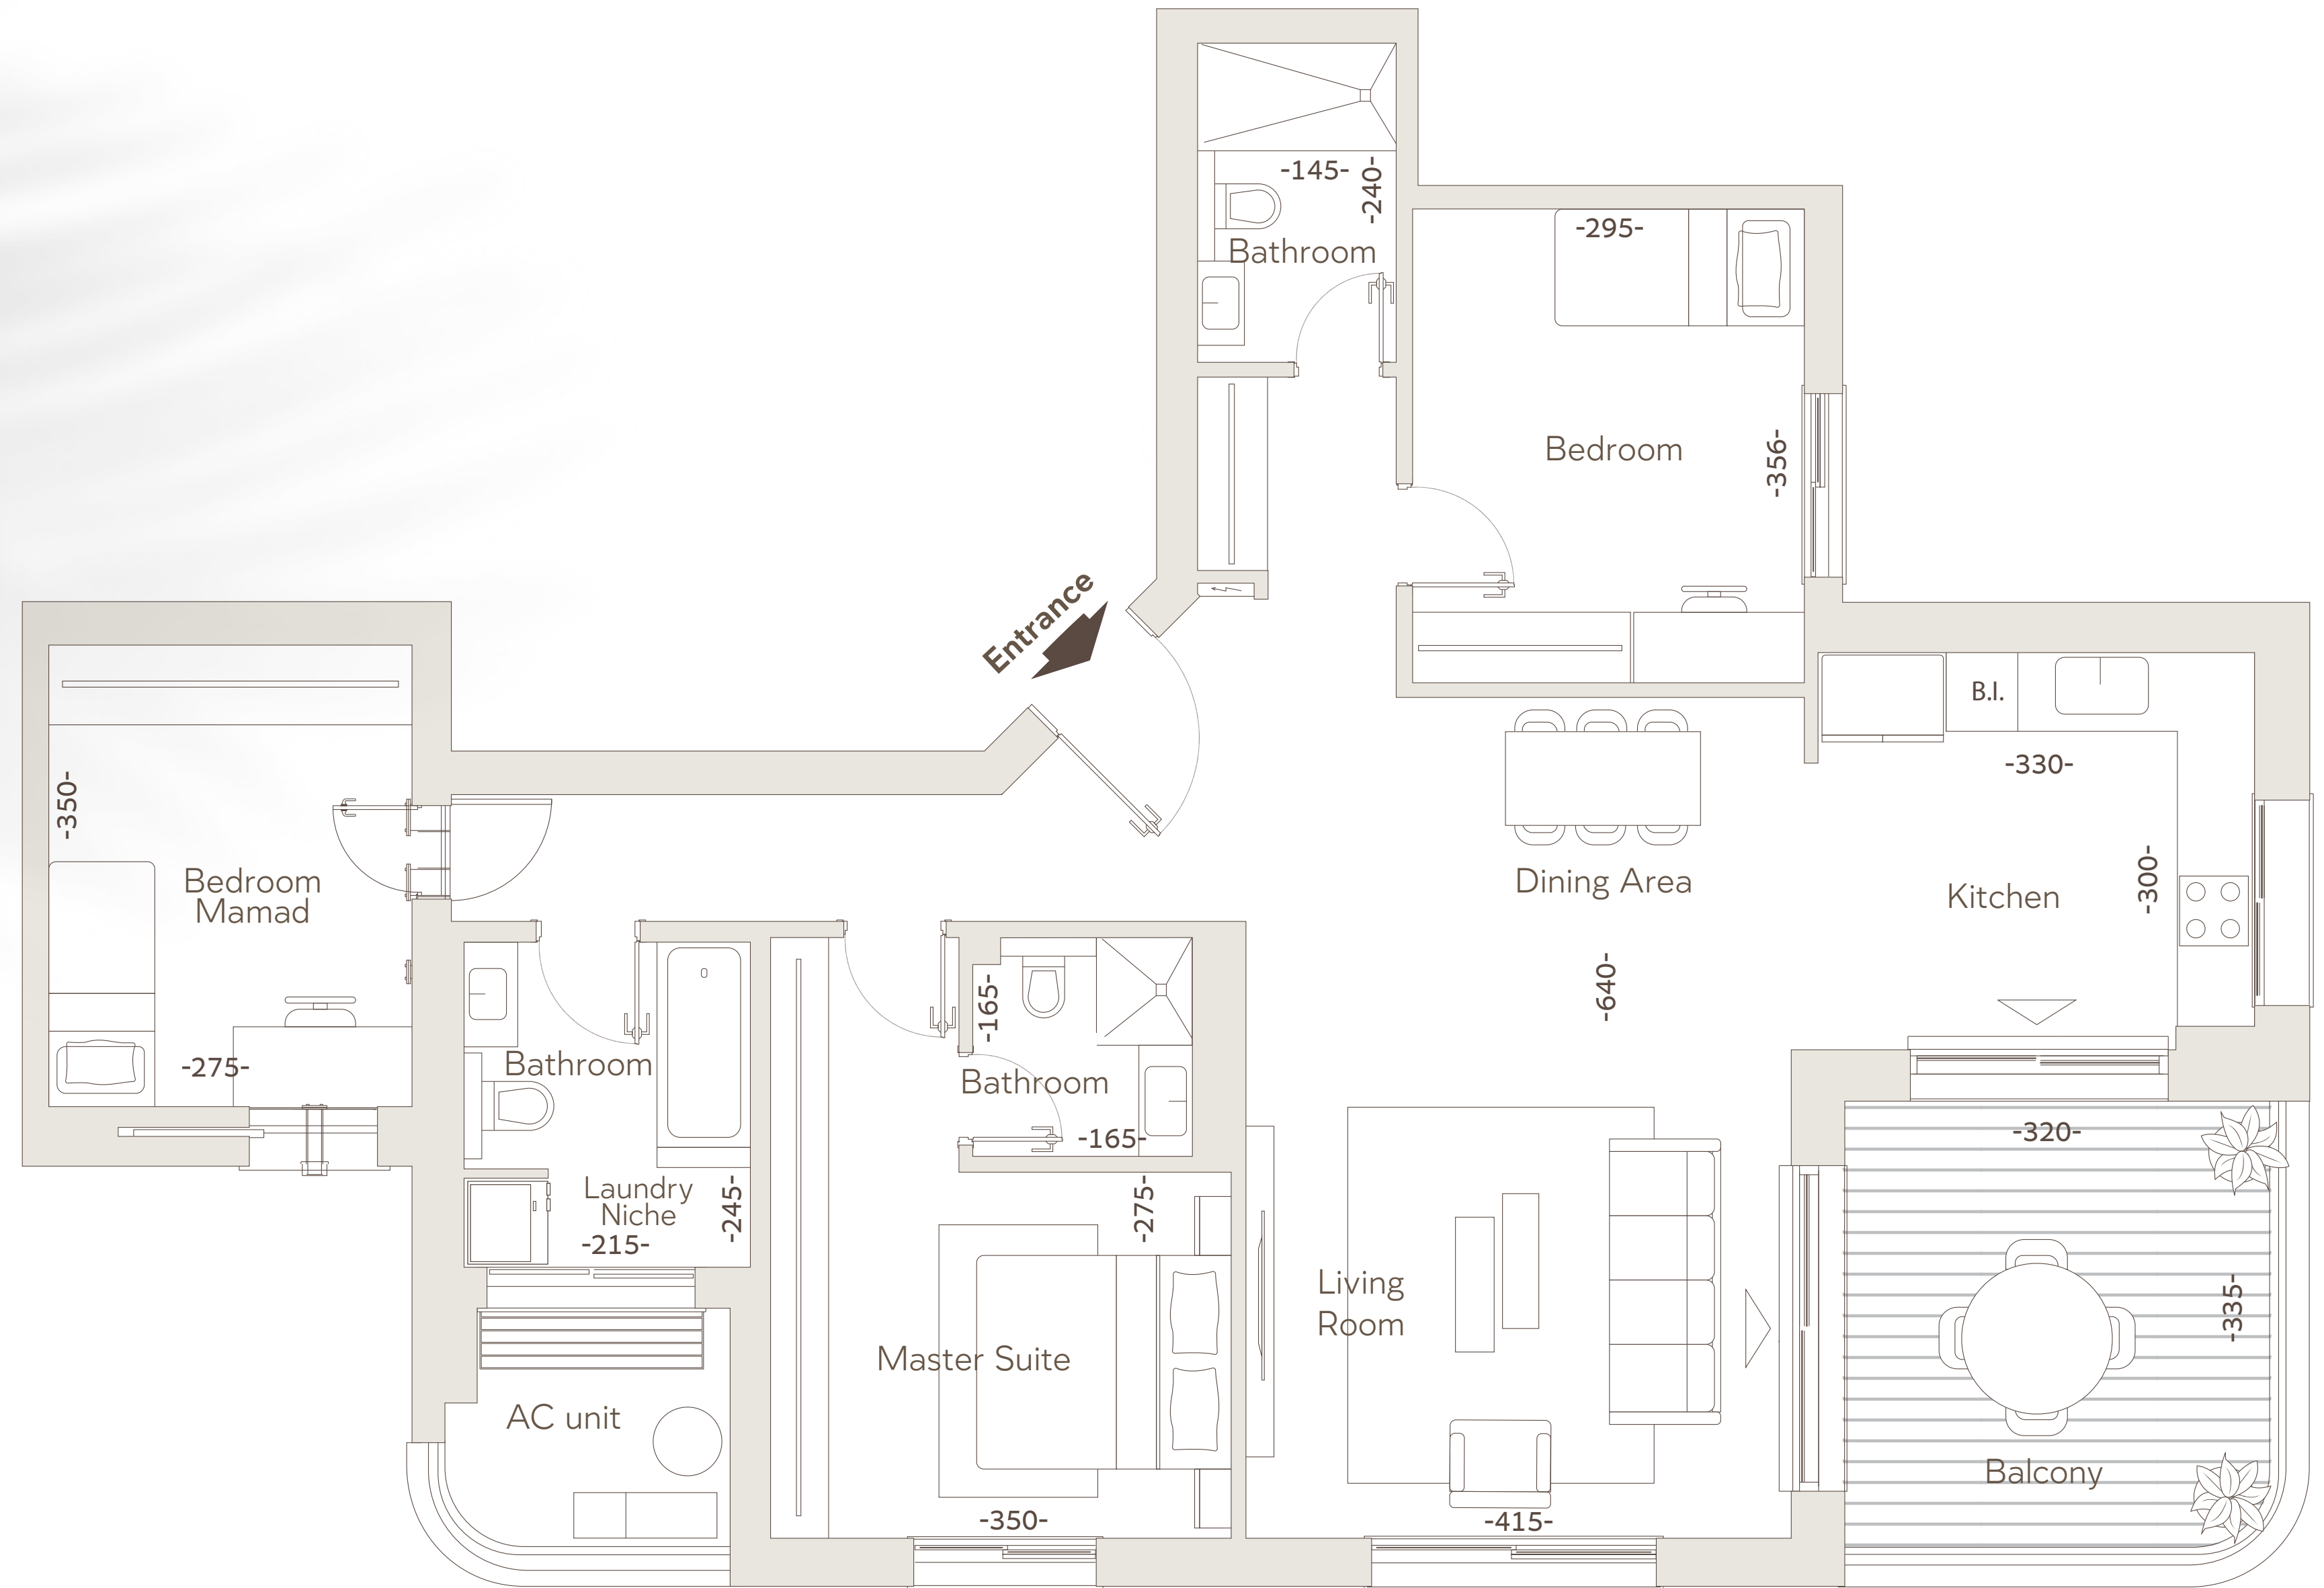 -145-
-240-
Bathroom
-295-
Bedroom
-356-
Entrance
B.I.
-330-
-300-
Kitchen
Dining Area
-640-
-350-
Bedroom
Mamad
-275-
Bathroom
Laundry
Niche
-215-
-245-
-165-
Bathroom
-165-
-275-
Master Suite
-350-
AC unit
Living
Room
-415-
-320-
-335-
Balcony